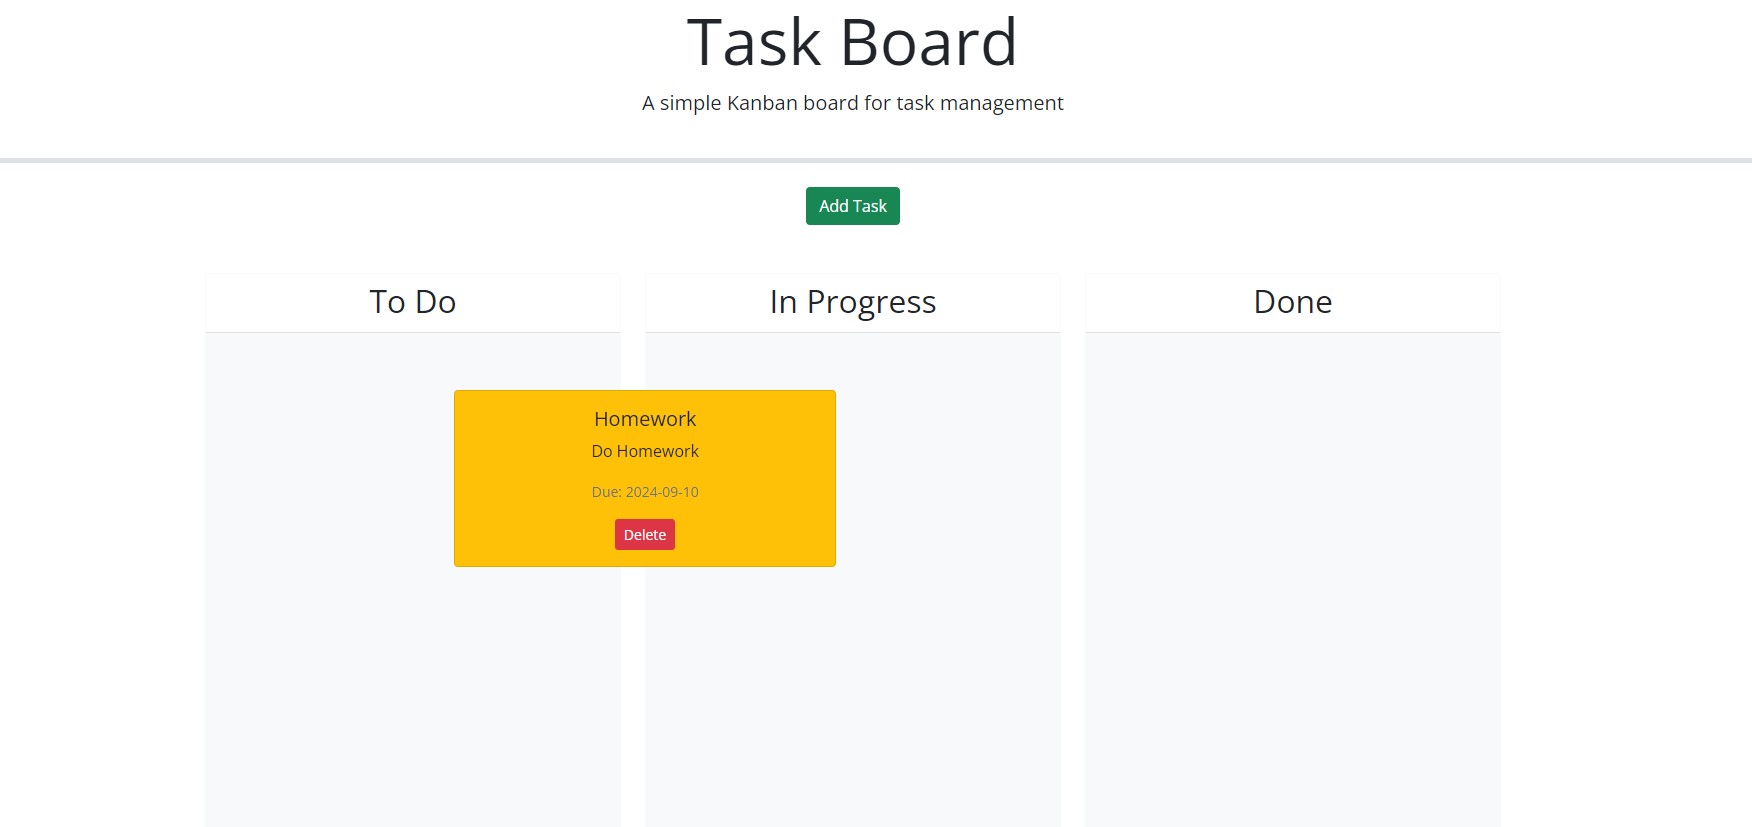 Task Board
A simple Kanban board for task management
Add Task
To Do
In Progress
Done
Homework
Do Homework
Due: 2024-09-10
Delete